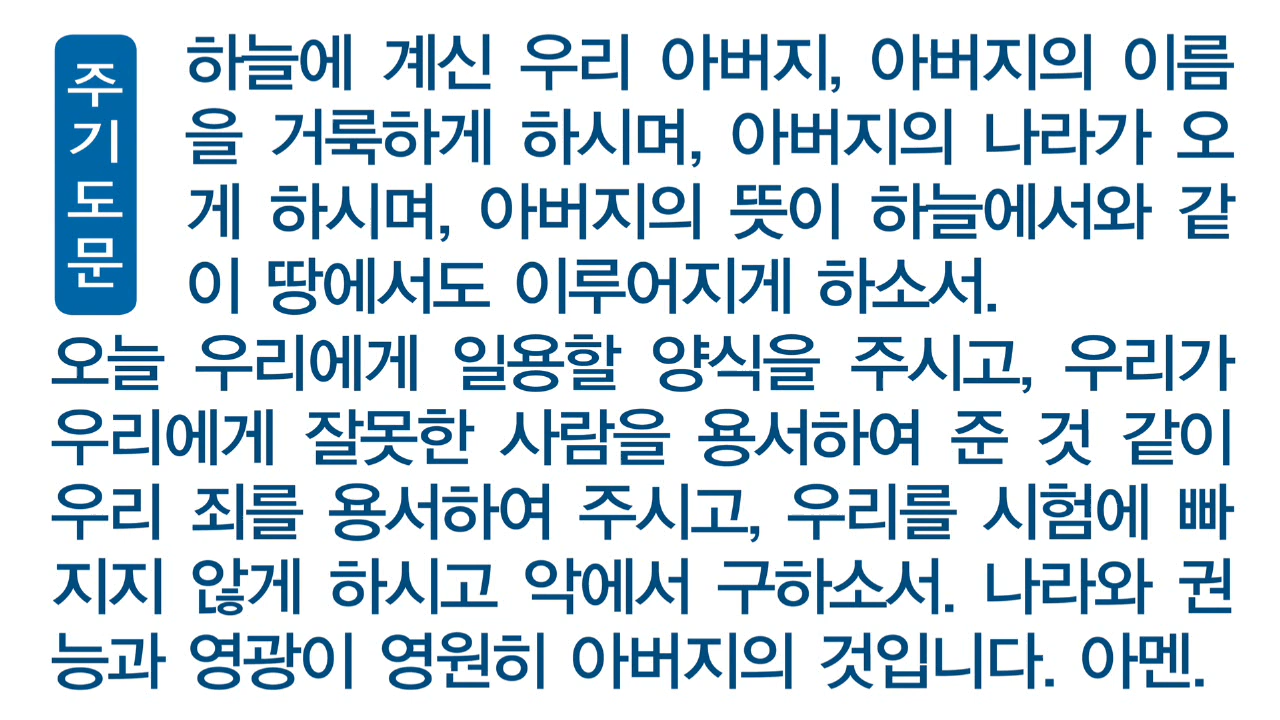 주기도문
하늘에 계신 우리 아버지, 아버지의 이름
을 거룩하게 하시며, 아버지의 나라가 오
게 하시며, 아버지의 뜻이 하늘에서와 같
이 땅에서도 이루어지게 하소서.
오늘 우리에게 일용할 양식을 주시고, 우리가
우리에게 잘못한 사람을 용서하여 준 것 같이
우리 죄를 용서하여 주시고, 우리를 시험에 빠
지지 않게 하시고 악에서 구하소서. 나라와 권
능과 영광이 영원히 아버지의 것입니다. 아멘.